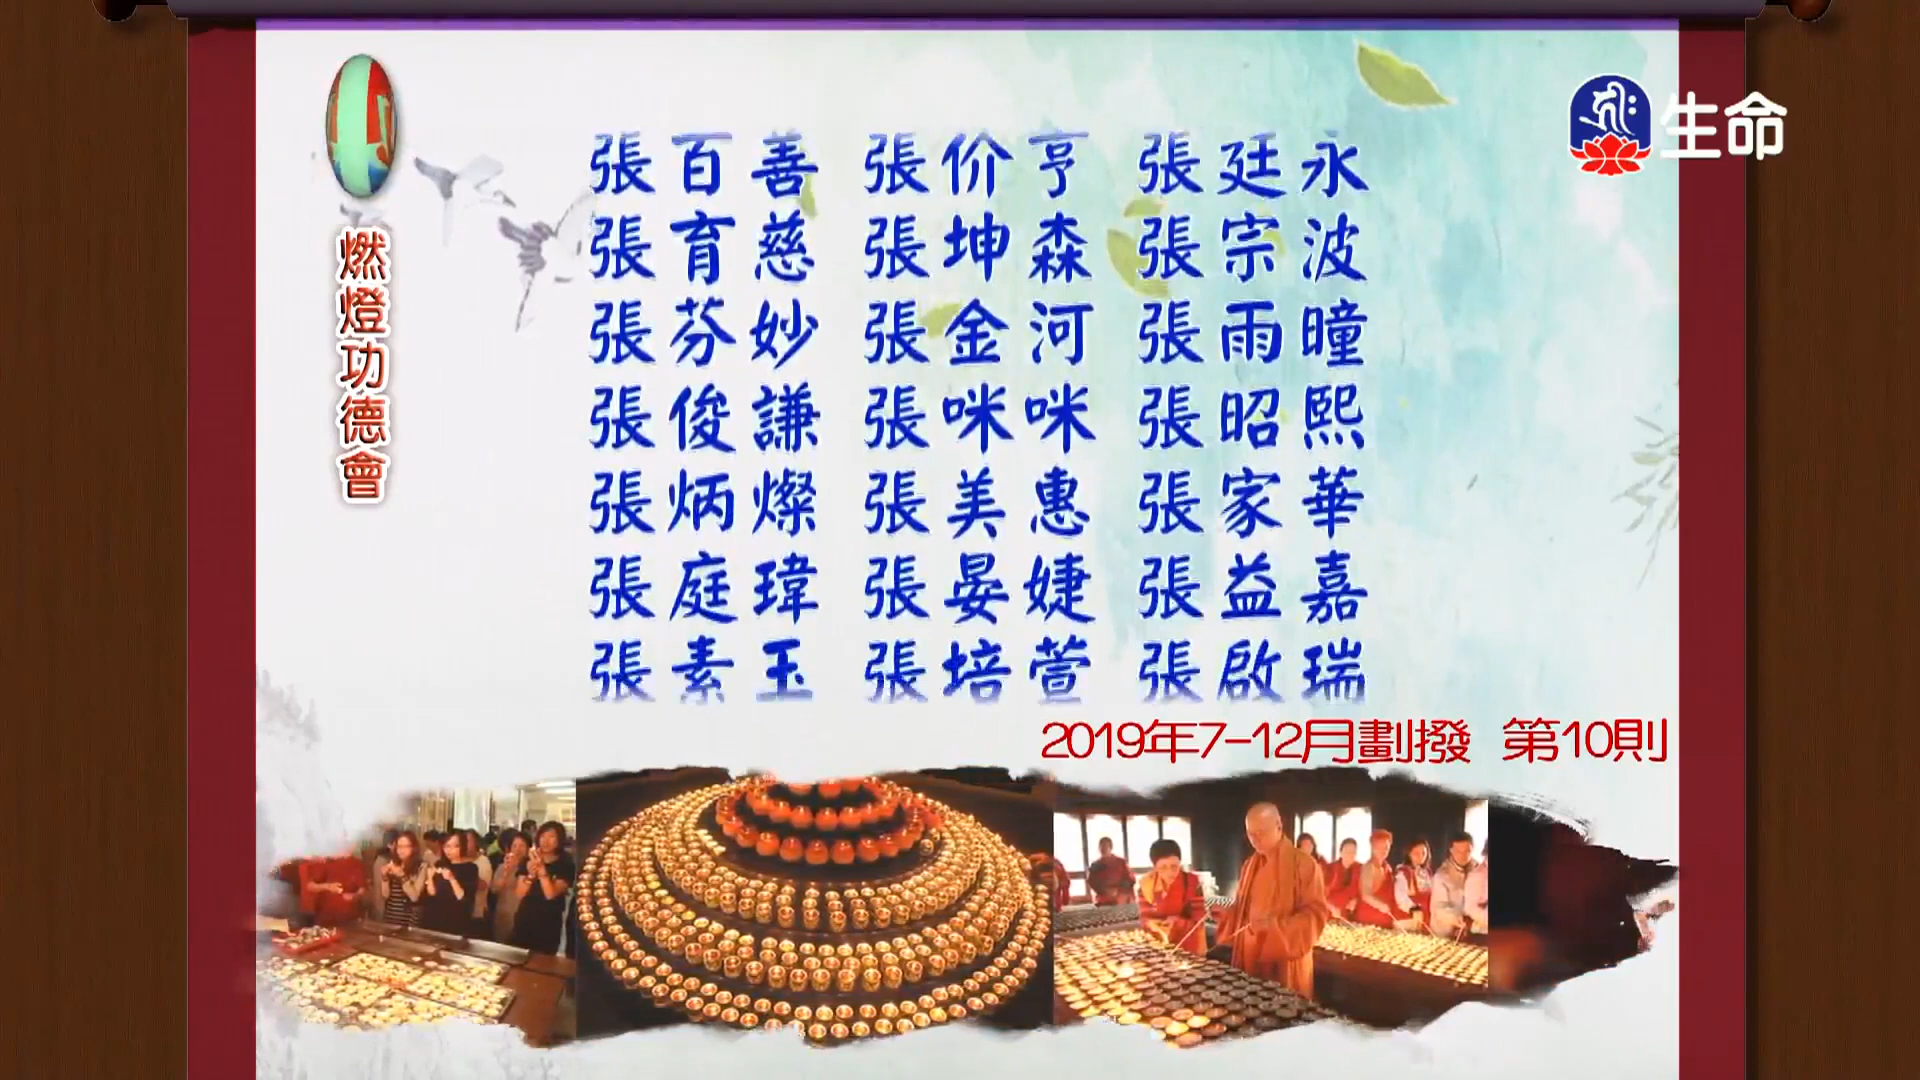 生命
燃燈功德會
張百善 張价亨 張廷永
張育慈 張坤森 張宗波
張芬妙 張金河 張雨曈
張俊謙 張咪咪 張昭熙
張炳燦 張美惠 張家華
張庭瑋 張晏婕 張益嘉
張素玉 張培萱 張啟瑞
2019年7-12月劃撥 第10則